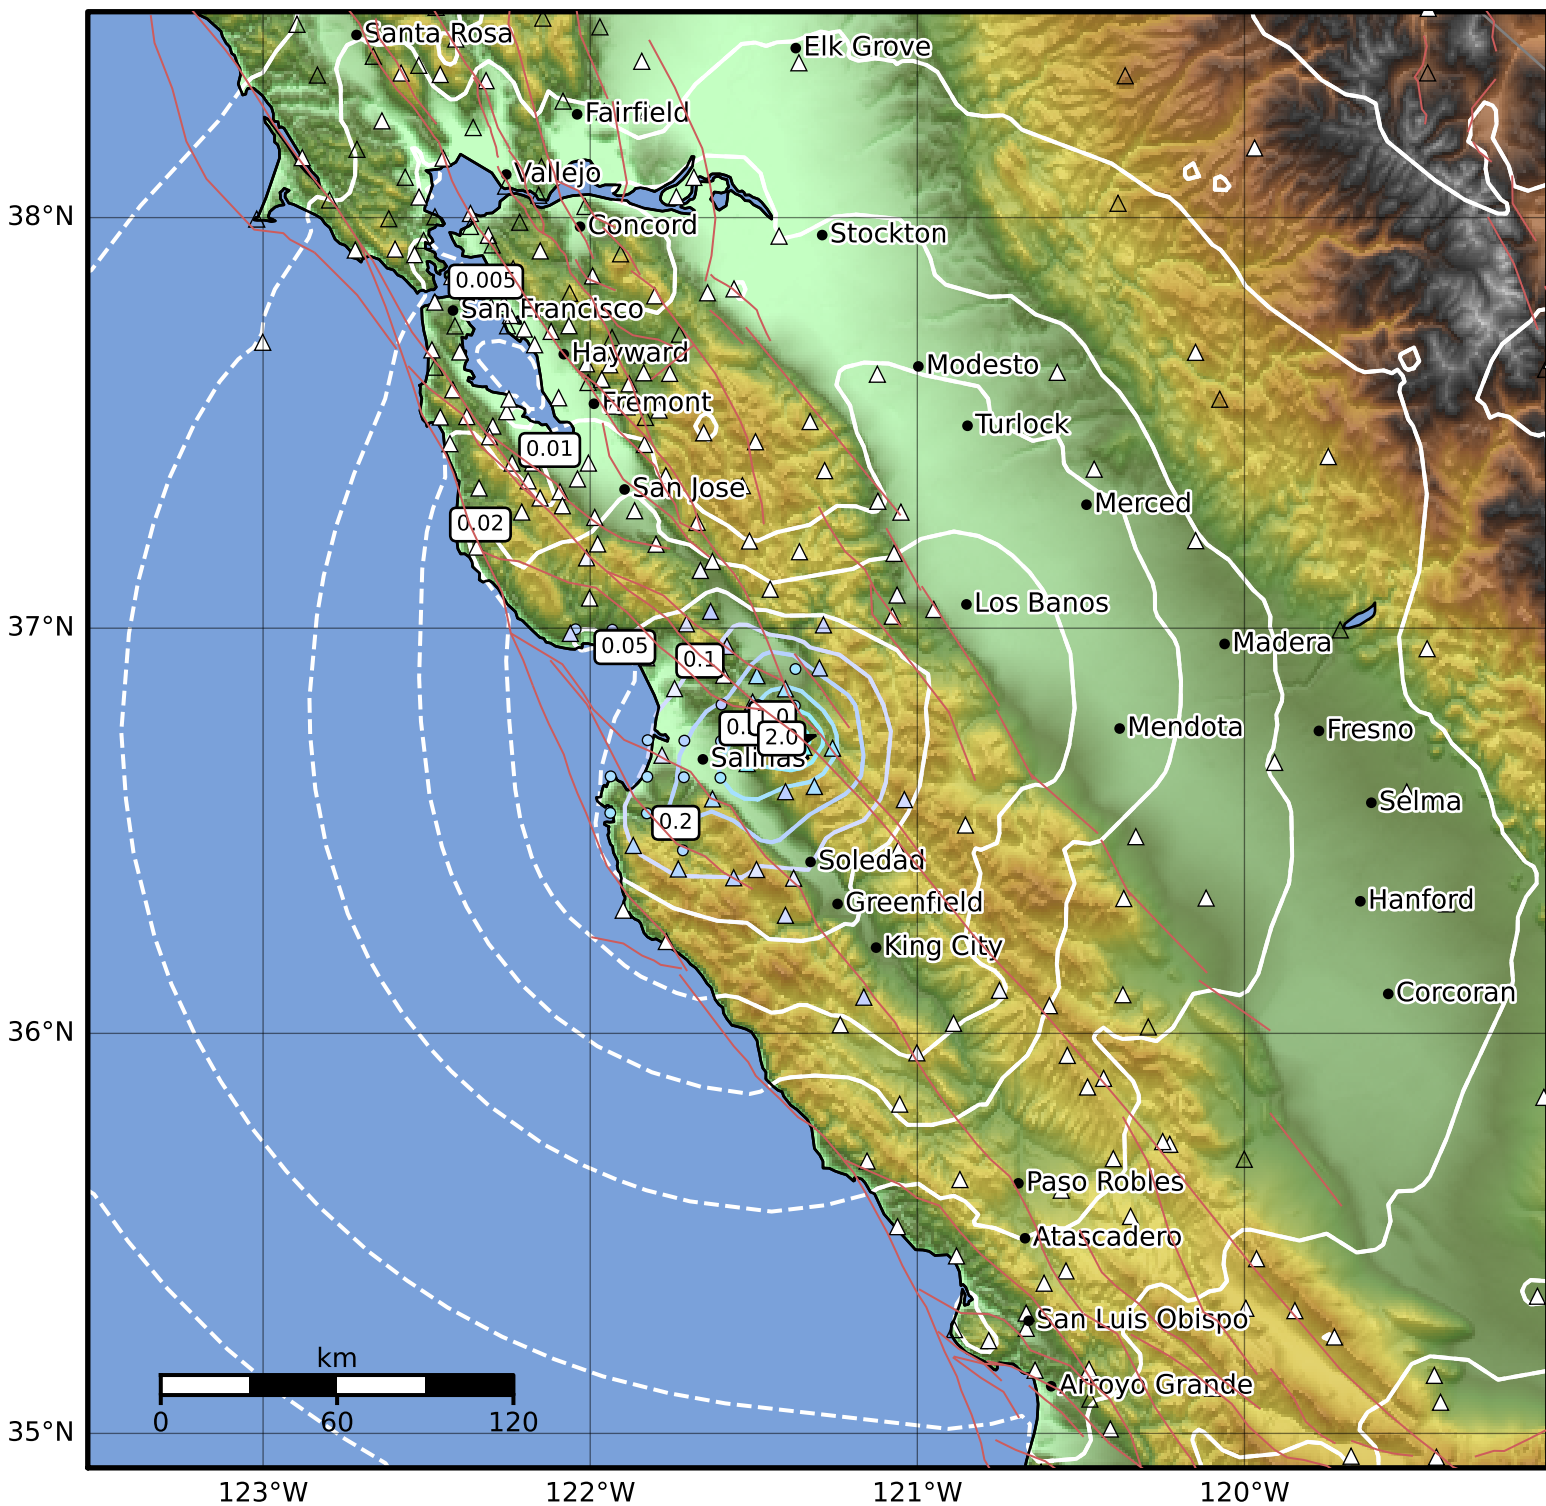 Santa Rosa
Elk Grove
Fairfield
Vallejo
38°N
Concord
Stockton
0.005
San Francisco
Hayward
Modesto
Fremont
Turlock
0.01
San Jose
Merced
0.02
Los Banos
37°N
0.05
Madera
0.1
Mendota
Fresno
2.0
Salinas
Selma
0.2
Soledad
Hanford
Greenfield
King City
Corcoran
36°N
Paso Robles
Atascadero
San Luis Obispo
km
Arroyo Grande
0 60 120
35°N
123°W 122°W 121°W 120°W